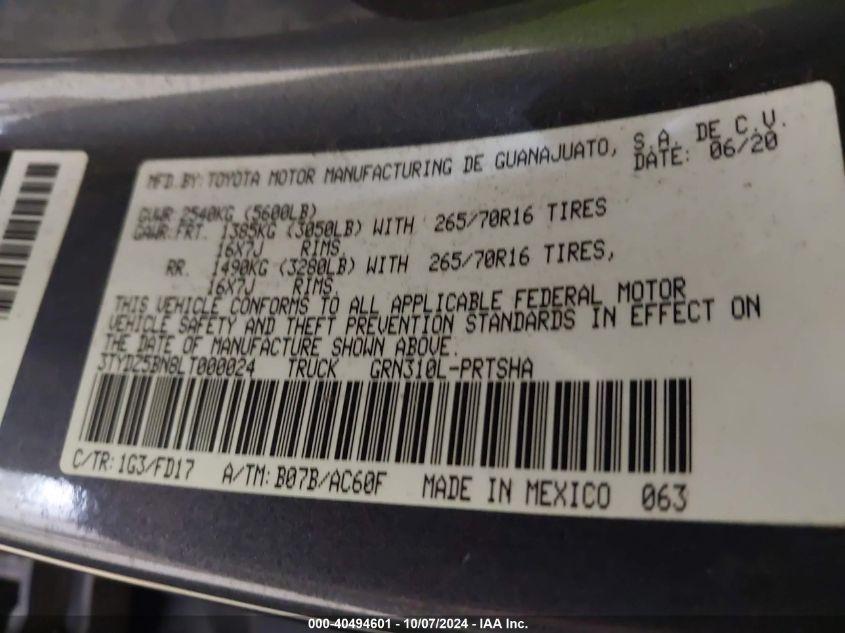 MFD.BY:TOYOTA MOTOR MANUFACTURING DE GUANAJUATO, S.A. DE C.V.
DATE: 06/20
GVWR 2540KG (5600LB)
GAWR:FRT. 1385KG (3050LB) WITH 265/70R16 TIRES
16X7J RIMS,
RR. 1490KG (3280LB) WITH 265/70R16 TIRES,
16X7J RIMS
THIS VEHICLE CONFORMS TO ALL APPLICABLE FEDERAL MOTOR
VEHICLE SAFETY AND THEFT PREVENTION STANDARDS IN EFFECT ON
THE DATE OF MANUFACTURE SHOWN ABOVE.
3TYDZ5BN8LT000024 TRUCK GRN310L-PRTSHA
C/TR:1G3/FD17 A/TM:B07B/AC60F MADE IN MEXICO 063
000-40494601 - 10/07/2024 - IAA Inc.